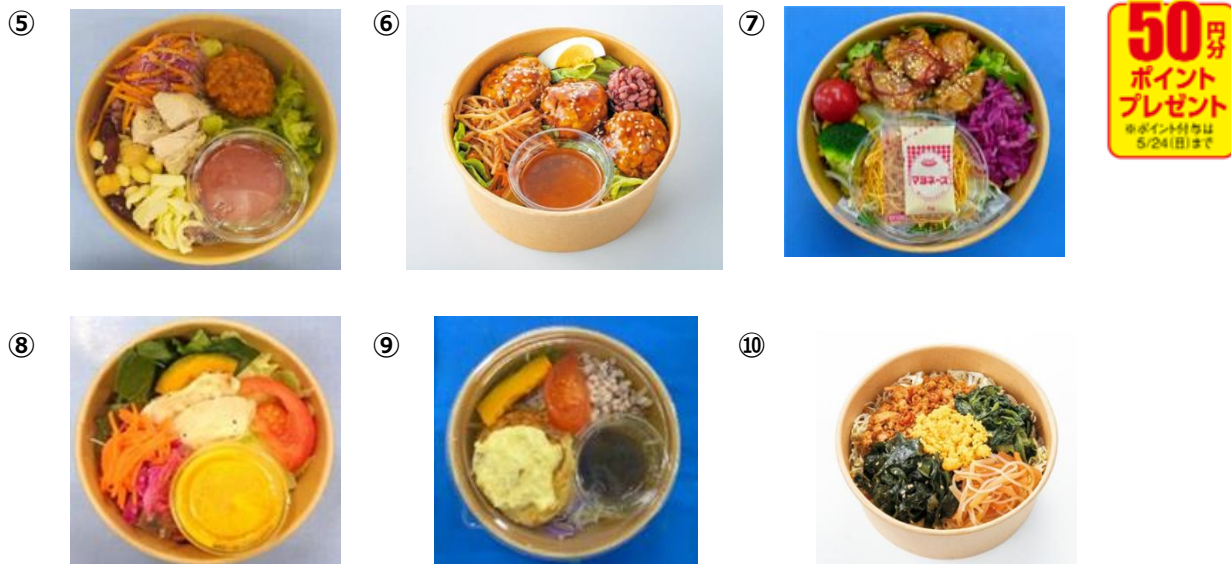 ⑤
⑥
⑦
50円分
ポイント
プレゼント
※ポイント付与は
5/24(日)まで
マヨネーズ
⑧
⑨
⑩